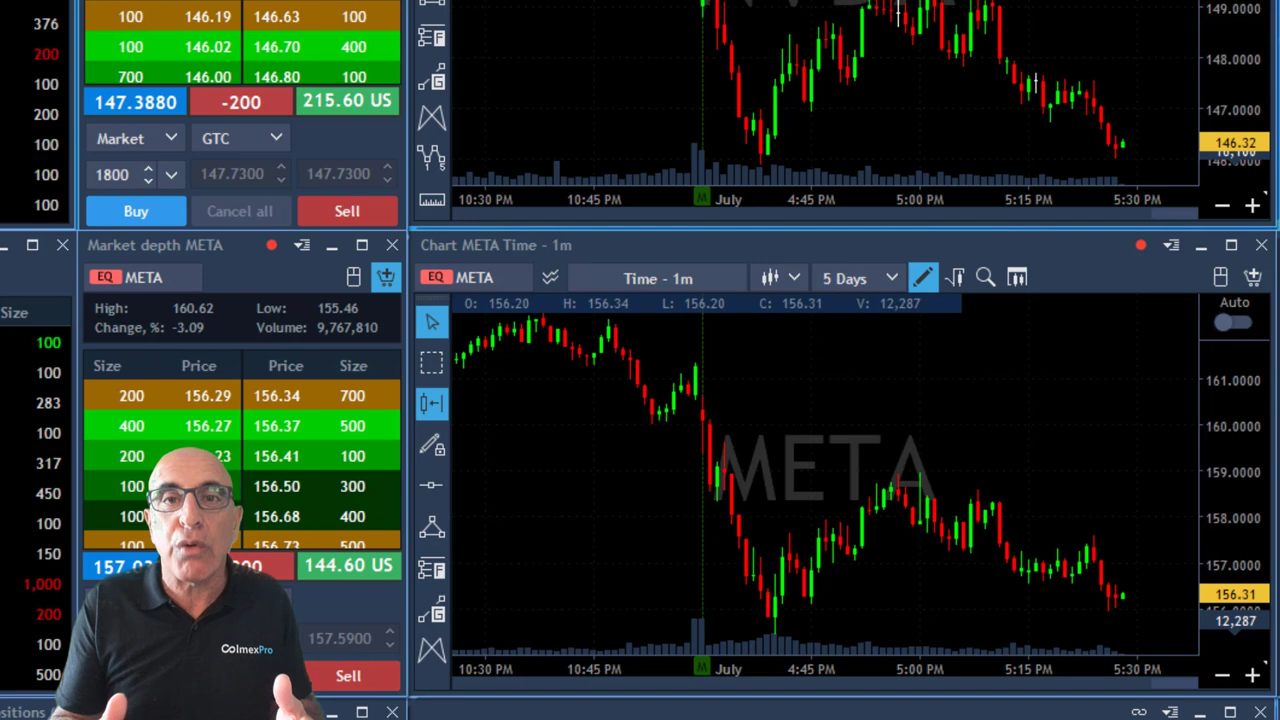 376
200
100
200
100
100
100
100 146.19 146.63 100
100 146.02 146.70 400
700 146.00 146.80 100
147.3880 -200 215.60 US
Market GTC
1800 147.7300 147.7300
Buy Cancel all Sell
149.0000
148.0000
147.0000
146.32
10:30 PM 10:45 PM M July 4:45 PM 5:00 PM 5:15 PM 5:30 PM
Size
100
100
283
100
317
450
100
150
1,000
200
100
500
Market depth META
EQ META
High: 160.62 Low: 155.46
Change, %: -3.09 Volume: 9,767,810
Size Price Price Size
200 156.29 156.34 700
400 156.27 156.37 500
200 .23 156.41 100
100 156.50 300
100 156.68 400
100 156.73 500
157.03 144.60 US
157.5900
Sell
ColmexPro
Chart META Time - 1m
EQ META Time - 1m 5 Days
O: 156.20 H: 156.34 L: 156.20 C: 156.31 V: 12,287
Auto
META
161.0000
160.0000
159.0000
158.0000
157.0000
156.31
12,287
10:30 PM 10:45 PM M July 4:45 PM 5:00 PM 5:15 PM 5:30 PM